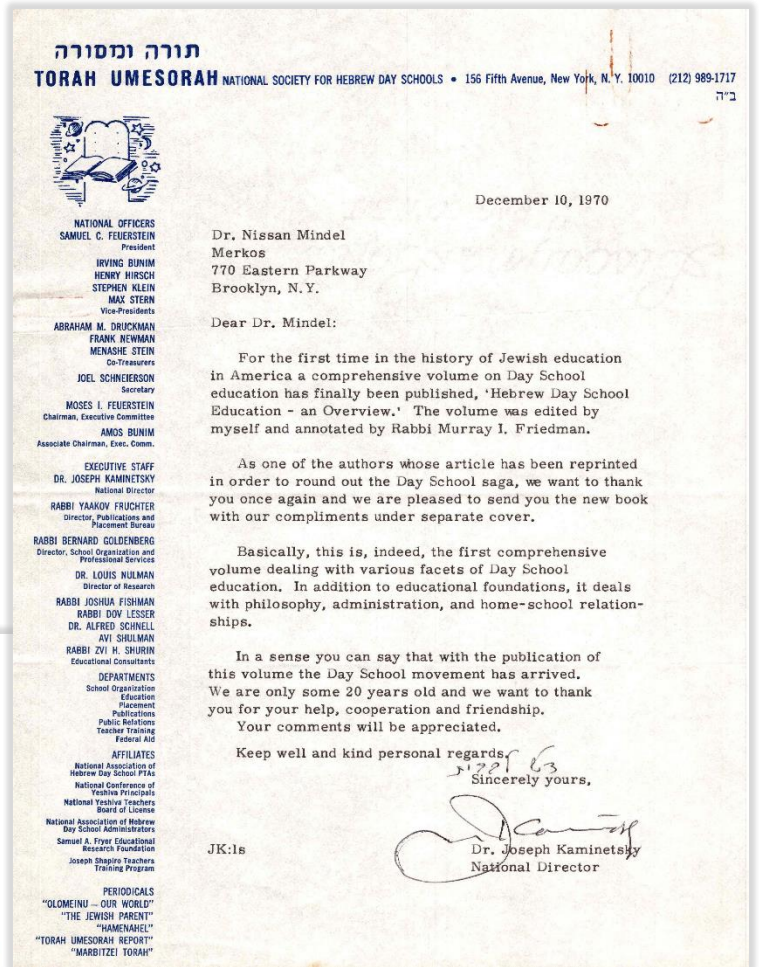 תורה ומסורה
TORAH UMESORAH NATIONAL SOCIETY FOR HEBREW DAY SCHOOLS • 156 Fifth Avenue, New York, N.Y. 10010 (212) 989-1717
ב"ה
December 10, 1970
NATIONAL OFFICERS
SAMUEL C. FEUERSTEIN
President
IRVING BUNIM
HENRY HIRSCH
STEPHEN KLEIN
MAX STERN
Vice-Presidents
ABRAHAM M. DRUCKMAN
FRANK NEWMAN
MENASHE STEIN
Co-Treasurers
JOEL SCHNEIERSON
Secretary
MOSES I. FEUERSTEIN
Chairman, Executive Committee
AMOS BUNIM
Associate Chairman, Exec. Comm.
EXECUTIVE STAFF
DR. JOSEPH KAMINETSKY
National Director
RABBI YAAKOV FRUCHTER
Director, Publications and
Placement Bureau
RABBI BERNARD GOLDENBERG
Director, School Organization and
Professional Services
DR. LOUIS NULMAN
Director of Research
RABBI JOSHUA FISHMAN
RABBI DOV LESSER
DR. ALFRED SCHNELL
AVI SHULMAN
RABBI ZVI H. SHURIN
Educational Consultants
DEPARTMENTS
School Organization
Education
Placement
Publications
Public Relations
Teacher Training
Federal Aid
AFFILIATES
National Association of
Hebrew Day School PTAs
National Conference of
Yeshiva Principals
National Yeshiva Teachers
Board of License
National Association of Hebrew
Day School Administrators
Samuel A. Fryer Educational
Research Foundation
Joseph Shapiro Teachers
Training Program
PERIODICALS
"OLOMEINU — OUR WORLD"
"THE JEWISH PARENT"
"HAMENAHEL"
"TORAH UMESORAH REPORT"
"MARBITZEI TORAH"
Dr. Nissan Mindel
Merkos
770 Eastern Parkway
Brooklyn, N.Y.
Dear Dr. Mindel:
For the first time in the history of Jewish education
in America a comprehensive volume on Day School
education has finally been published, 'Hebrew Day School
Education - an Overview.' The volume was edited by
myself and annotated by Rabbi Murray I. Friedman.
As one of the authors whose article has been reprinted
in order to round out the Day School saga, we want to thank
you once again and we are pleased to send you the new book
with our compliments under separate cover.
Basically, this is, indeed, the first comprehensive
volume dealing with various facets of Day School
education. In addition to educational foundations, it deals
with philosophy, administration, and home-school relation-
ships.
In a sense you can say that with the publication of
this volume the Day School movement has arrived.
We are only some 20 years old and we want to thank
you for your help, cooperation and friendship.
Your comments will be appreciated.
Keep well and kind personal regards,
Sincerely yours,
JK:ls
Dr. Joseph Kaminetsky
National Director